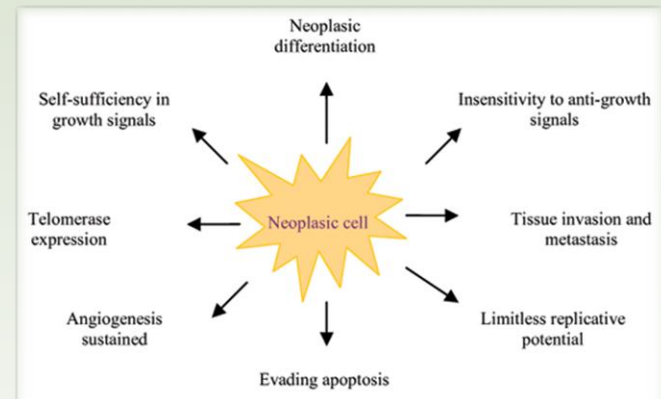 Neoplasic
differentiation
Self-sufficiency in
growth signals
Insensitivity to anti-growth
signals
Telomerase
expression
Neoplasic cell
Tissue invasion and
metastasis
Angiogenesis
sustained
Limitless replicative
potential
Evading apoptosis